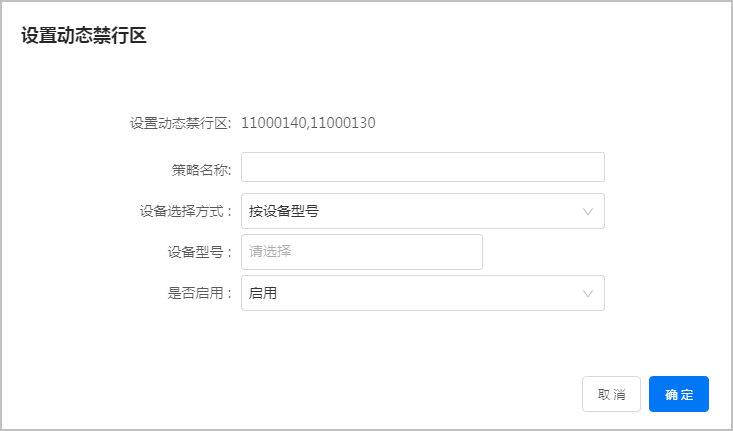 设置动态禁行区
设置动态禁行区: 11000140,11000130
策略名称:
设备选择方式 : 按设备型号
设备型号 : 请选择
是否启用 : 启用
取 消 确 定